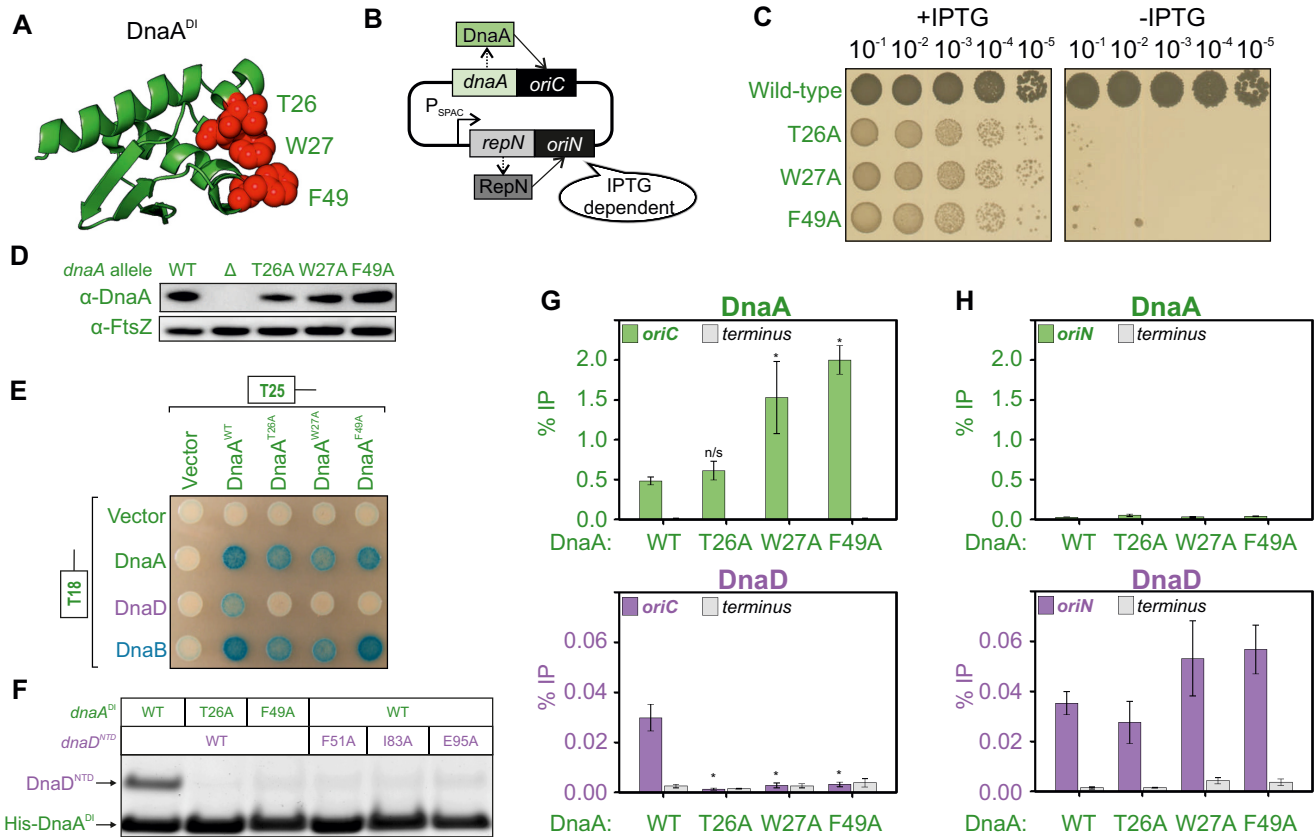 A
DnaA^DI
T26
W27
F49
B
DnaA
dnaA oriC
P_SPAC
repN oriN
RepN
IPTG
dependent
C
+IPTG -IPTG
10^-1 10^-2 10^-3 10^-4 10^-5 10^-1 10^-2 10^-3 10^-4 10^-5
Wild-type
T26A
W27A
F49A
D
dnaA allele WT Δ T26A W27A F49A
α-DnaA
α-FtsZ
E
T25
Vector DnaA^WT DnaA^T26A DnaA^W27A DnaA^F49A
T18
Vector
DnaA
DnaD
DnaB
F
dnaA^DI WT T26A F49A WT
dnaD^NTD WT F51A I83A E95A
DnaD^NTD
His-DnaA^DI
G
DnaA
oriC terminus
% IP
2.0
1.5
1.0
0.5
0.0
n/s * *
DnaA: WT T26A W27A F49A
DnaD
oriC terminus
% IP
0.06
0.04
0.02
0.00
* * *
DnaA: WT T26A W27A F49A
H
DnaA
oriN terminus
% IP
2.0
1.5
1.0
0.5
0.0
DnaA: WT T26A W27A F49A
DnaD
oriN terminus
% IP
0.06
0.04
0.02
0.00
DnaA: WT T26A W27A F49A